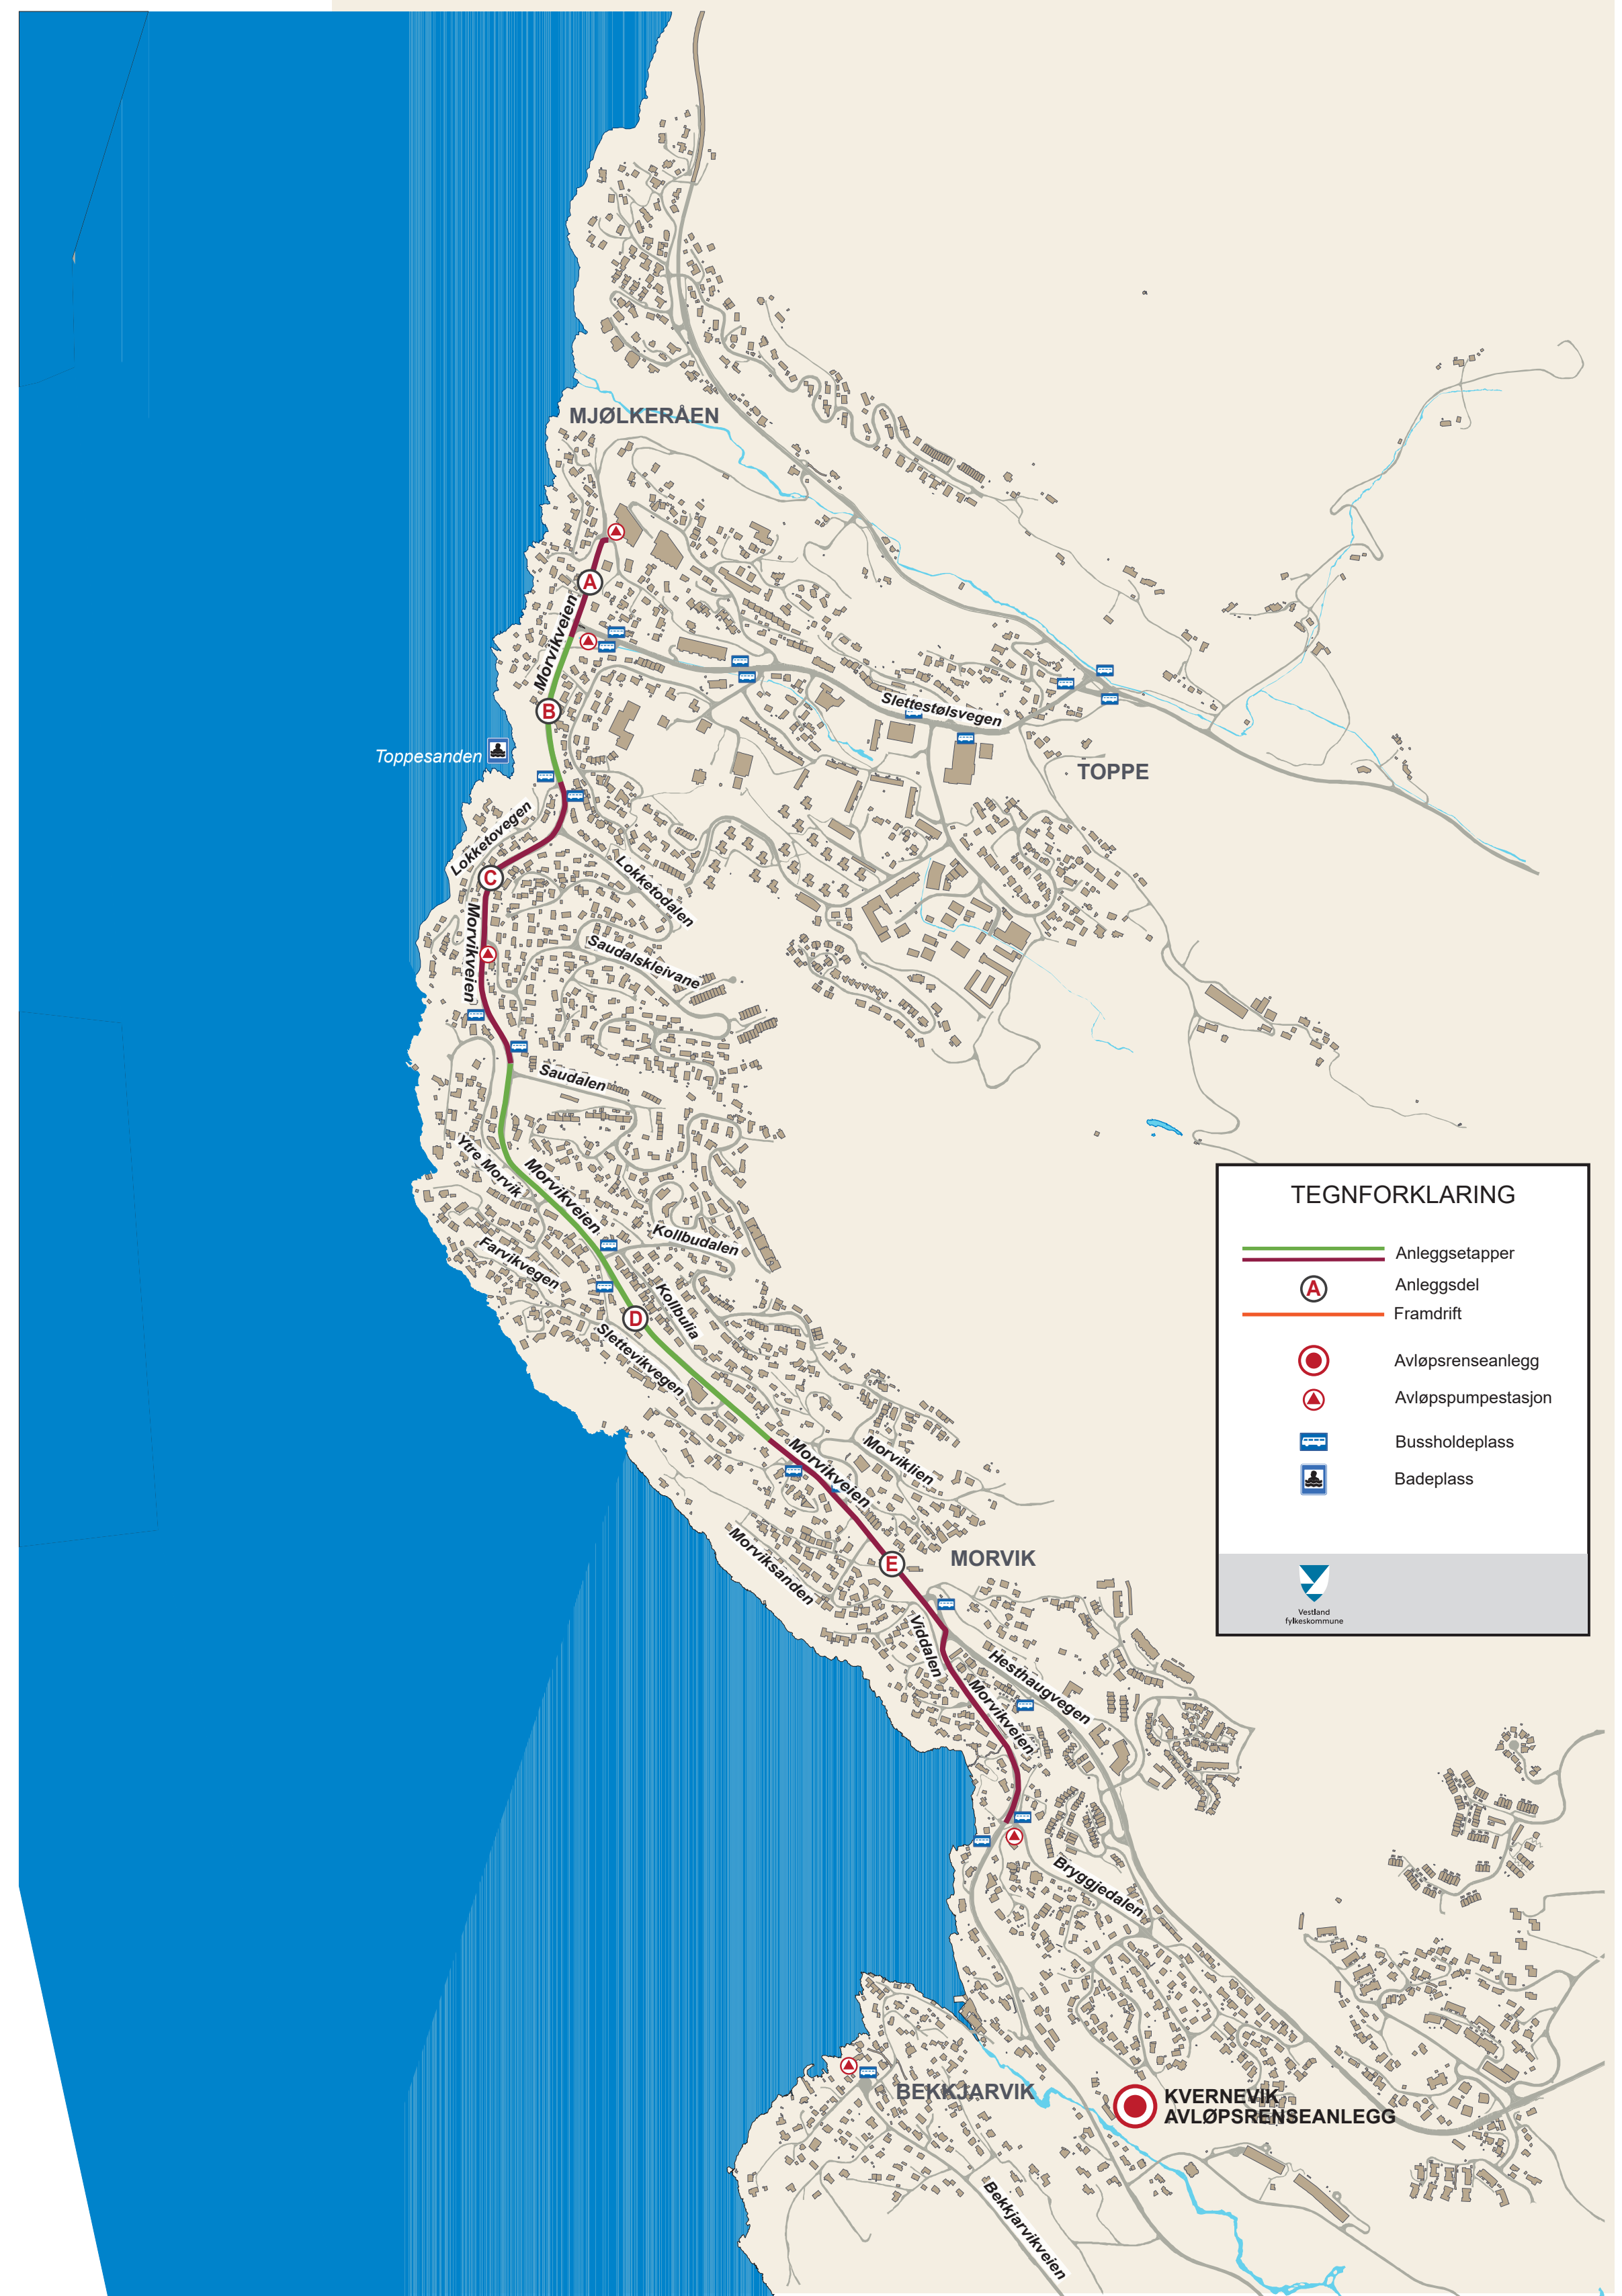 MJØLKERÅEN
A
Morvikveien
B
Slettestølsvegen
Toppesanden
TOPPE
Lokketovegen
Lokketodalen
C
Morvikveien
Saudalskleivane
Saudalen
Ytre Morvik
Morvikveien
Kollbudalen
Farvikvegen
Kollbulia
D
Slettevikvegen
Morvikveien
Morviklien
Morviksanden
E
MORVIK
Viddalen
Hesthaugvegen
Morvikveien
Bryggjedalen
BEKKJARVIK
KVERNEVIK
AVLØPSRENSEANLEGG
Bekkjarvikveien
TEGNFORKLARING
Anleggsetapper
A
Anleggsdel
Framdrift
Avløpsrenseanlegg
Avløpspumpestasjon
Bussholdeplass
Badeplass
Vestland
fylkeskommune